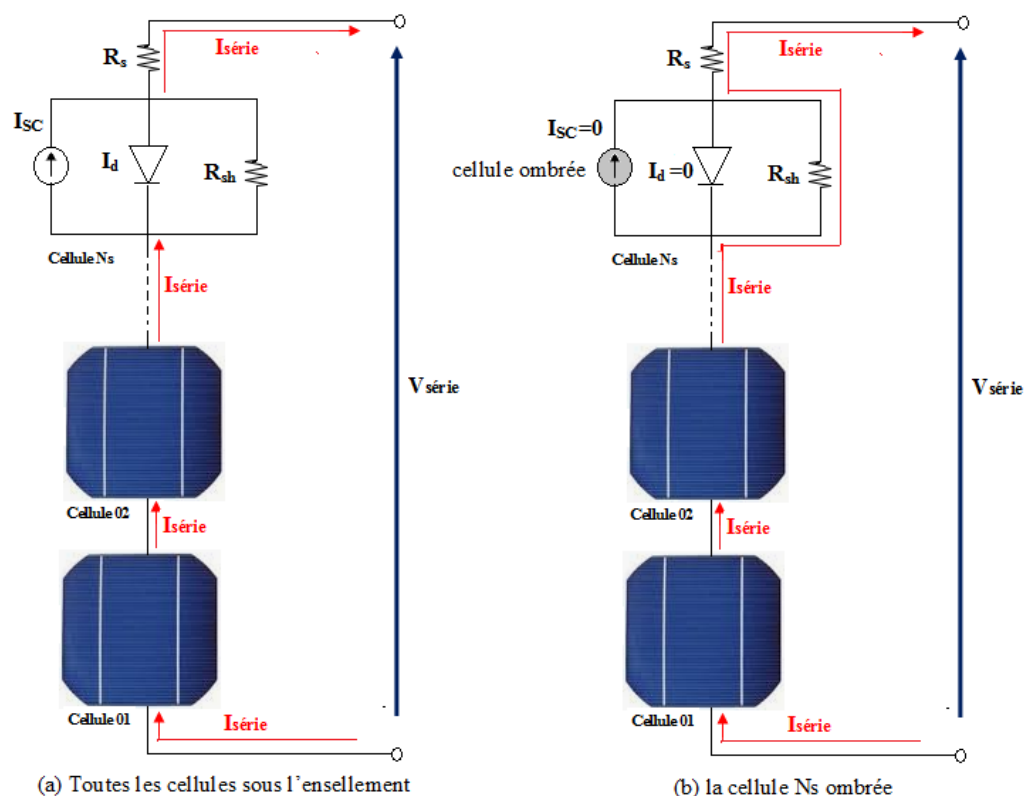 Isérie
Rs
ISC
Id
Rsh
Cellule Ns
Isérie
Vsérie
Cellule 02
Isérie
Cellule 01
Isérie
(a) Toutes les cellules sous l'ensellement
Isérie
Rs
ISC=0
cellule ombrée
Id=0
Rsh
Cellule Ns
Isérie
Vsérie
Cellule 02
Isérie
Cellule 01
Isérie
(b) la cellule Ns ombrée